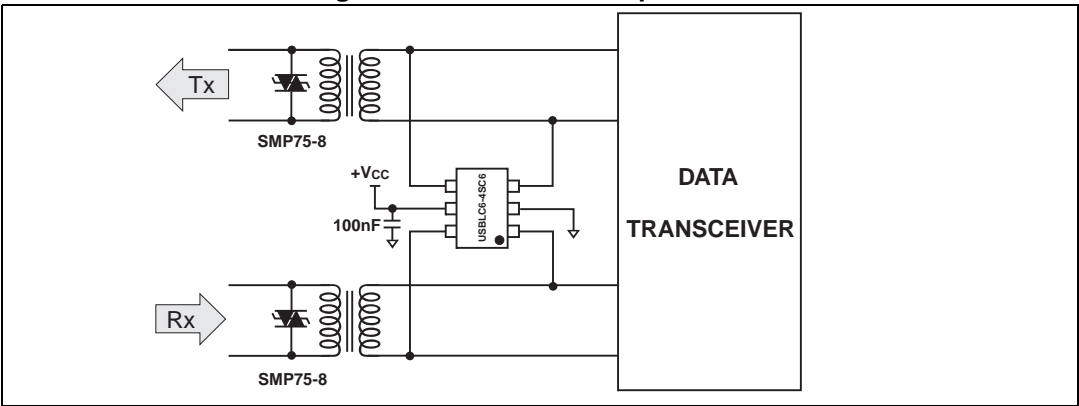 Tx
SMP75-8
+Vcc
100nF
USBLC6-4SC6
DATA
TRANSCEIVER
Rx
SMP75-8